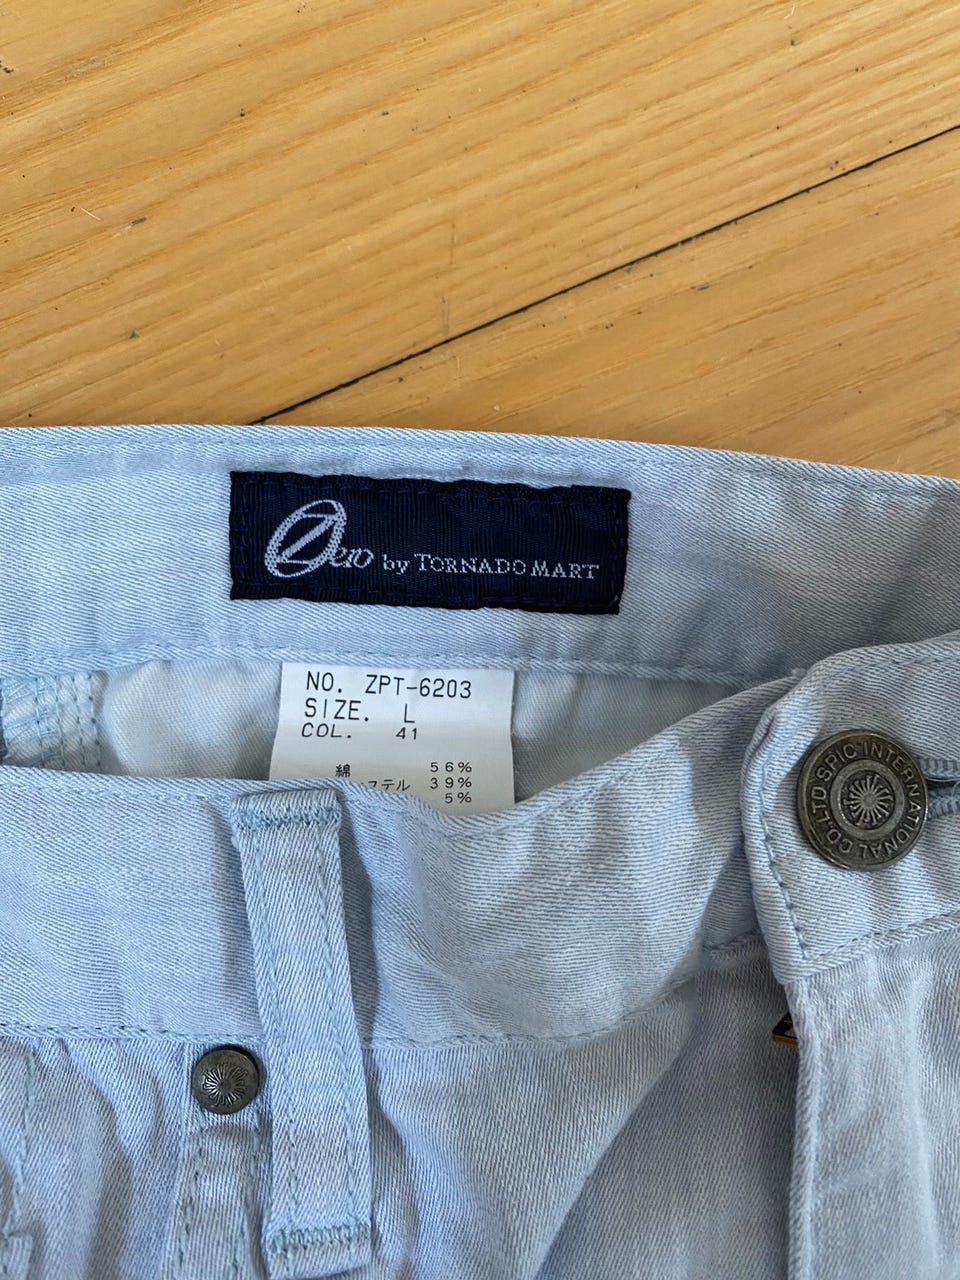 Zero by TORNADO MART
NO. ZPT-6203
SIZE. L
COL. 41
綿 56%
ステル 39%
5%
SPIC INTERNATIONAL CO.,LTD